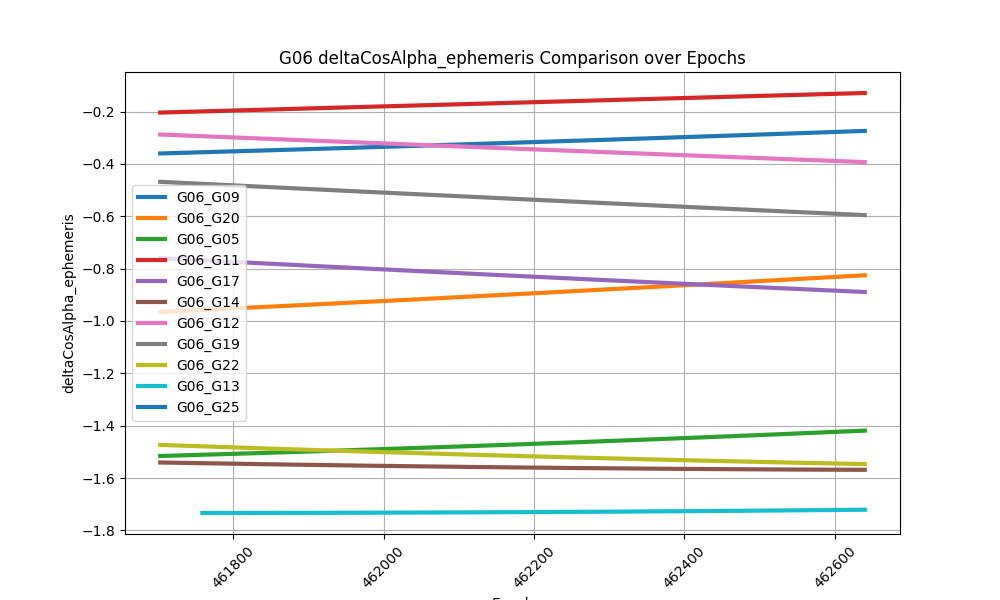 G06 deltaCosAlpha_ephemeris Comparison over Epochs
deltaCosAlpha_ephemeris
−0.2
−0.4
−0.6
−0.8
−1.0
−1.2
−1.4
−1.6
−1.8
G06_G09
G06_G20
G06_G05
G06_G11
G06_G17
G06_G14
G06_G12
G06_G19
G06_G22
G06_G13
G06_G25
461800
462000
462200
462400
462600